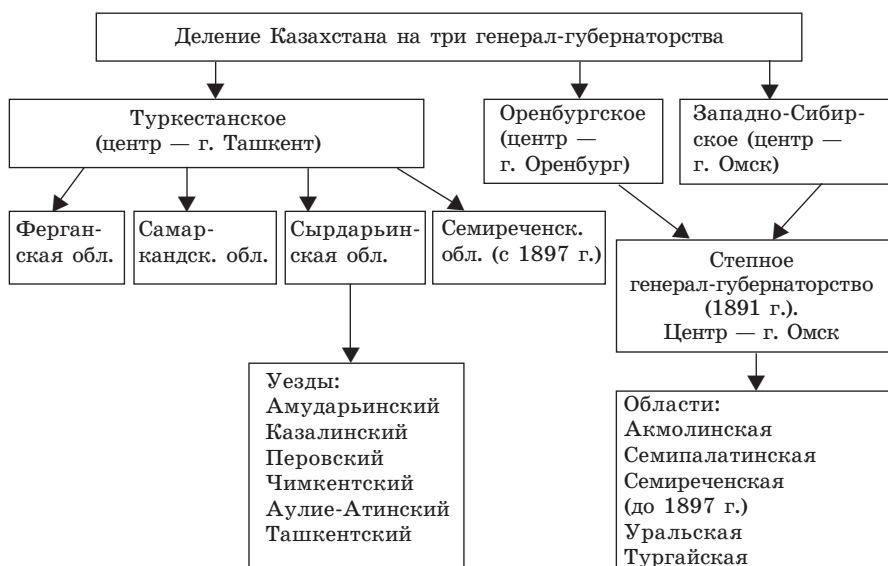 Деление Казахстана на три генерал-губернаторства
Туркестанское
(центр — г. Ташкент)
Оренбургское
(центр —
г. Оренбург)
Западно-Сибир-
ское (центр —
г. Омск)
Ферган-
ская обл.
Самар-
кандск. обл.
Сырдарьин-
ская обл.
Семиреченск.
обл. (с 1897 г.)
Степное
генерал-губернаторство
(1891 г.).
Центр — г. Омск
Уезды:
Амударьинский
Казалинский
Перовский
Чимкентский
Аулие-Атинский
Ташкентский
Области:
Акмолинская
Семипалатинская
Семиреченская
(до 1897 г.)
Уральская
Тургайская